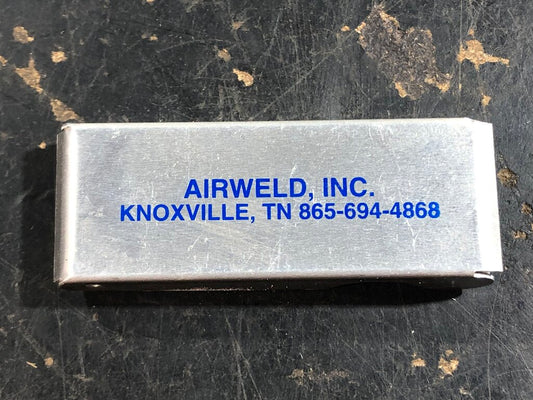 AIRWELD, INC.
KNOXVILLE, TN 865-694-4868